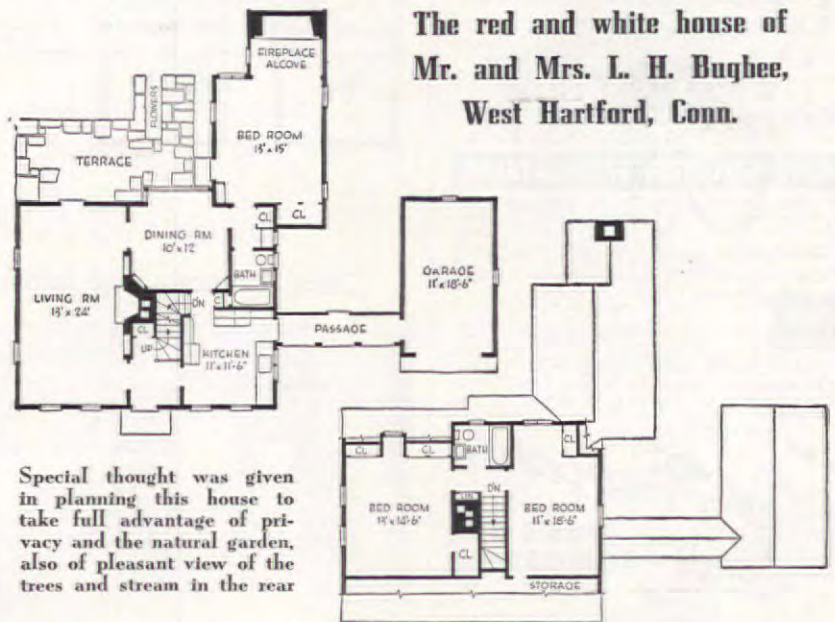 The red and white house of
Mr. and Mrs. L. H. Bugbee,
West Hartford, Conn.
FIREPLACE
ALCOVE
FLOWERS
BED ROOM
13' x 15'
TERRACE
CL
CL
DINING RM
10' x 12'
BATH
GARAGE
11' x 18'-6"
LIVING RM
13' x 24'
DN
C
CL
UP
PASSAGE
KITCHEN
11' x 11'-6"
Special thought was given
in planning this house to
take full advantage of pri-
vacy and the natural garden,
also of pleasant view of the
trees and stream in the rear
CL
CL
BATH
CL
BED ROOM
13' x 14'-6"
LIN
DN
BED ROOM
11' x 18'-6"
CL
STORAGE